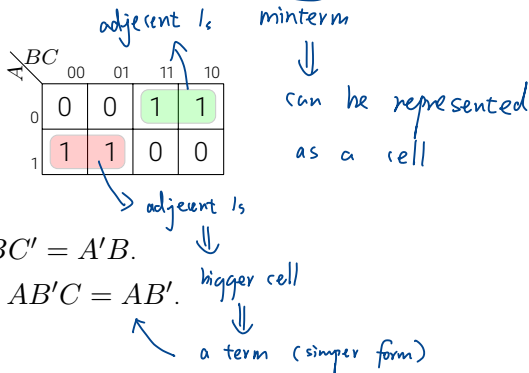 adjecent 1s minterm
A BC
00 01 11 10
0 0 0 1 1
can be represented
1 1 1 0 0
as a cell
adjecent 1s
BC′ = A′B.
bigger cell
AB′C = AB′.
a term (simper form)